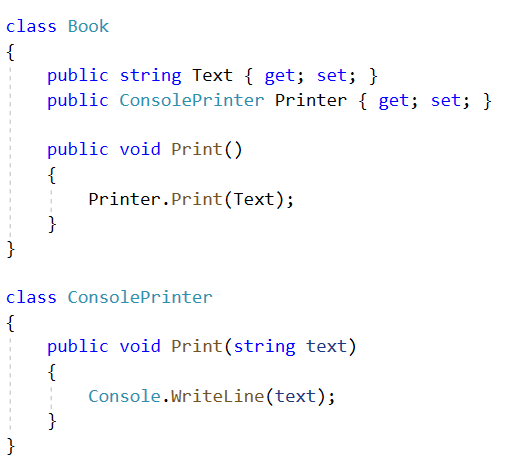 class Book
{
    public string Text { get; set; }
    public ConsolePrinter Printer { get; set; }

    public void Print()
    {
        Printer.Print(Text);
    }
}

class ConsolePrinter
{
    public void Print(string text)
    {
        Console.WriteLine(text);
    }
}